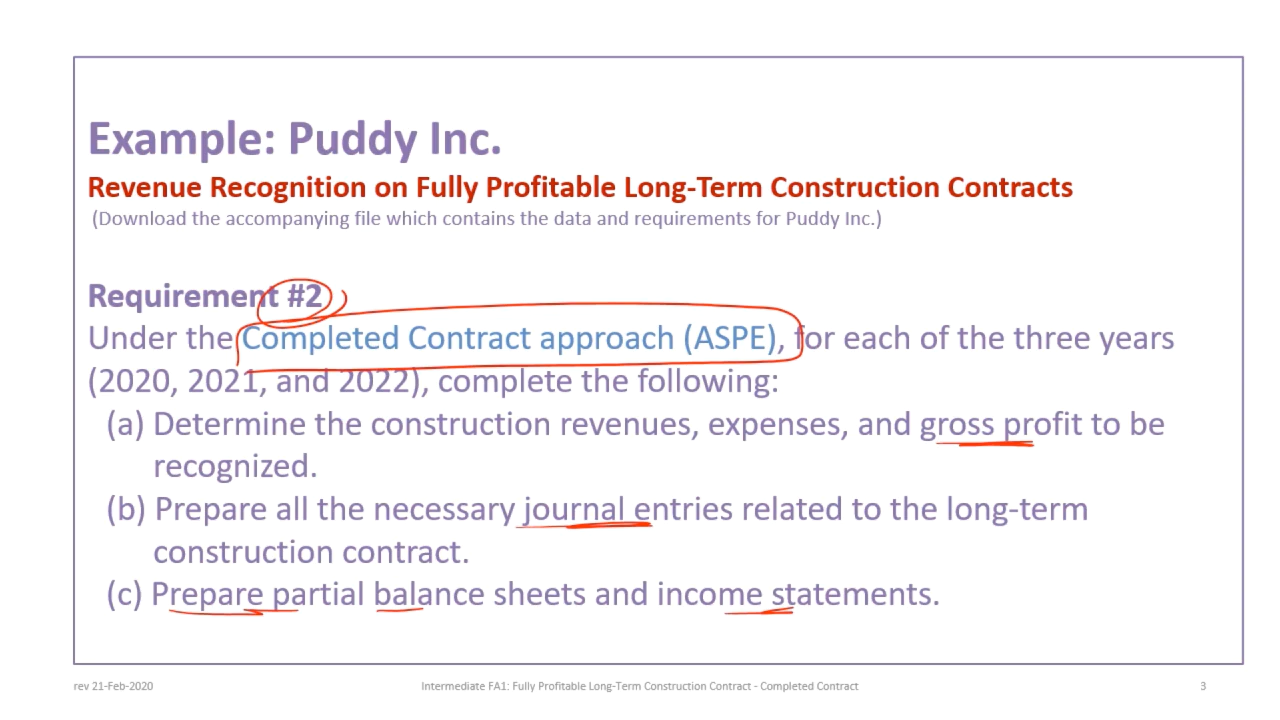 Example: Puddy Inc.
Revenue Recognition on Fully Profitable Long-Term Construction Contracts
(Download the accompanying file which contains the data and requirements for Puddy Inc.)
Requirement #2
Under the Completed Contract approach (ASPE), for each of the three years
(2020, 2021, and 2022), complete the following:
(a) Determine the construction revenues, expenses, and gross profit to be
recognized.
(b) Prepare all the necessary journal entries related to the long-term
construction contract.
(c) Prepare partial balance sheets and income statements.
rev 21-Feb-2020 Intermediate FA1: Fully Profitable Long-Term Construction Contract - Completed Contract 3